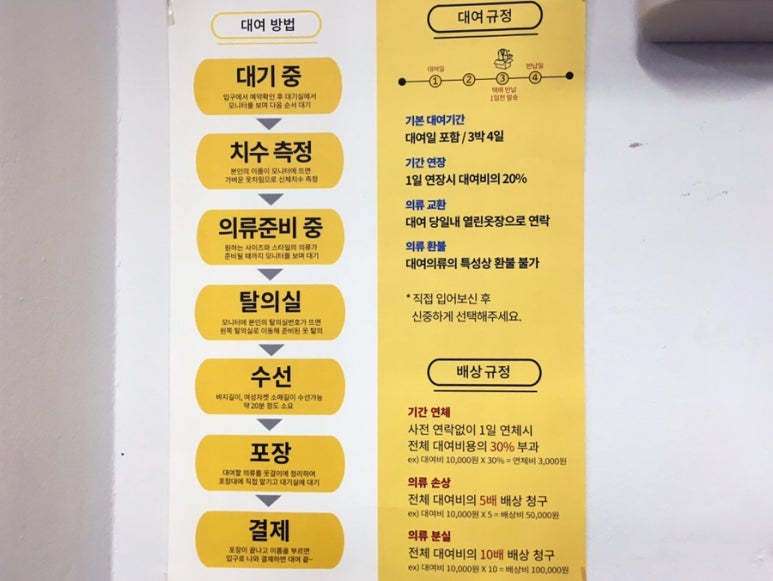 대여 방법
대기 중
입구에서 예약확인 후 대기실에서
모니터를 보며 다음 순서 대기
치수 측정
본인의 이름이 모니터에 뜨면
가벼운 옷차림으로 신체치수 측정
의류준비 중
원하는 사이즈와 스타일의 의류가
준비될 때까지 모니터를 보며 대기
탈의실
모니터에 본인의 탈의실번호가 뜨면
왼쪽 탈의실로 이동해 준비된 옷 탈의
수선
바지길이, 여성자켓 소매길이 수선가능
약 20분 정도 소요
포장
대여할 의류를 옷걸이에 정리하여
포장대에 직접 맡기고 대기실에 대기
결제
포장이 끝나고 이름을 부르면
입구로 나와 결제하면 대여 끝~
대여 규정
대여일
반납일
1 2 3 4
택배 반납
1일전 발송
기본 대여기간
대여일 포함 / 3박 4일
기간 연장
1일 연장시 대여비의 20%
의류 교환
대여 당일내 열린옷장으로 연락
의류 환불
대여의류의 특성상 환불 불가
* 직접 입어보신 후
신중하게 선택해주세요.
배상 규정
기간 연체
사전 연락없이 1일 연체시
전체 대여비용의 30% 부과
ex) 대여비 10,000원 X 30% = 연체비 3,000원
의류 손상
전체 대여비의 5배 배상 청구
ex) 대여비 10,000원 X 5 = 배상비 50,000원
의류 분실
전체 대여비의 10배 배상 청구
ex) 대여비 10,000원 X 10 = 배상비 100,000원